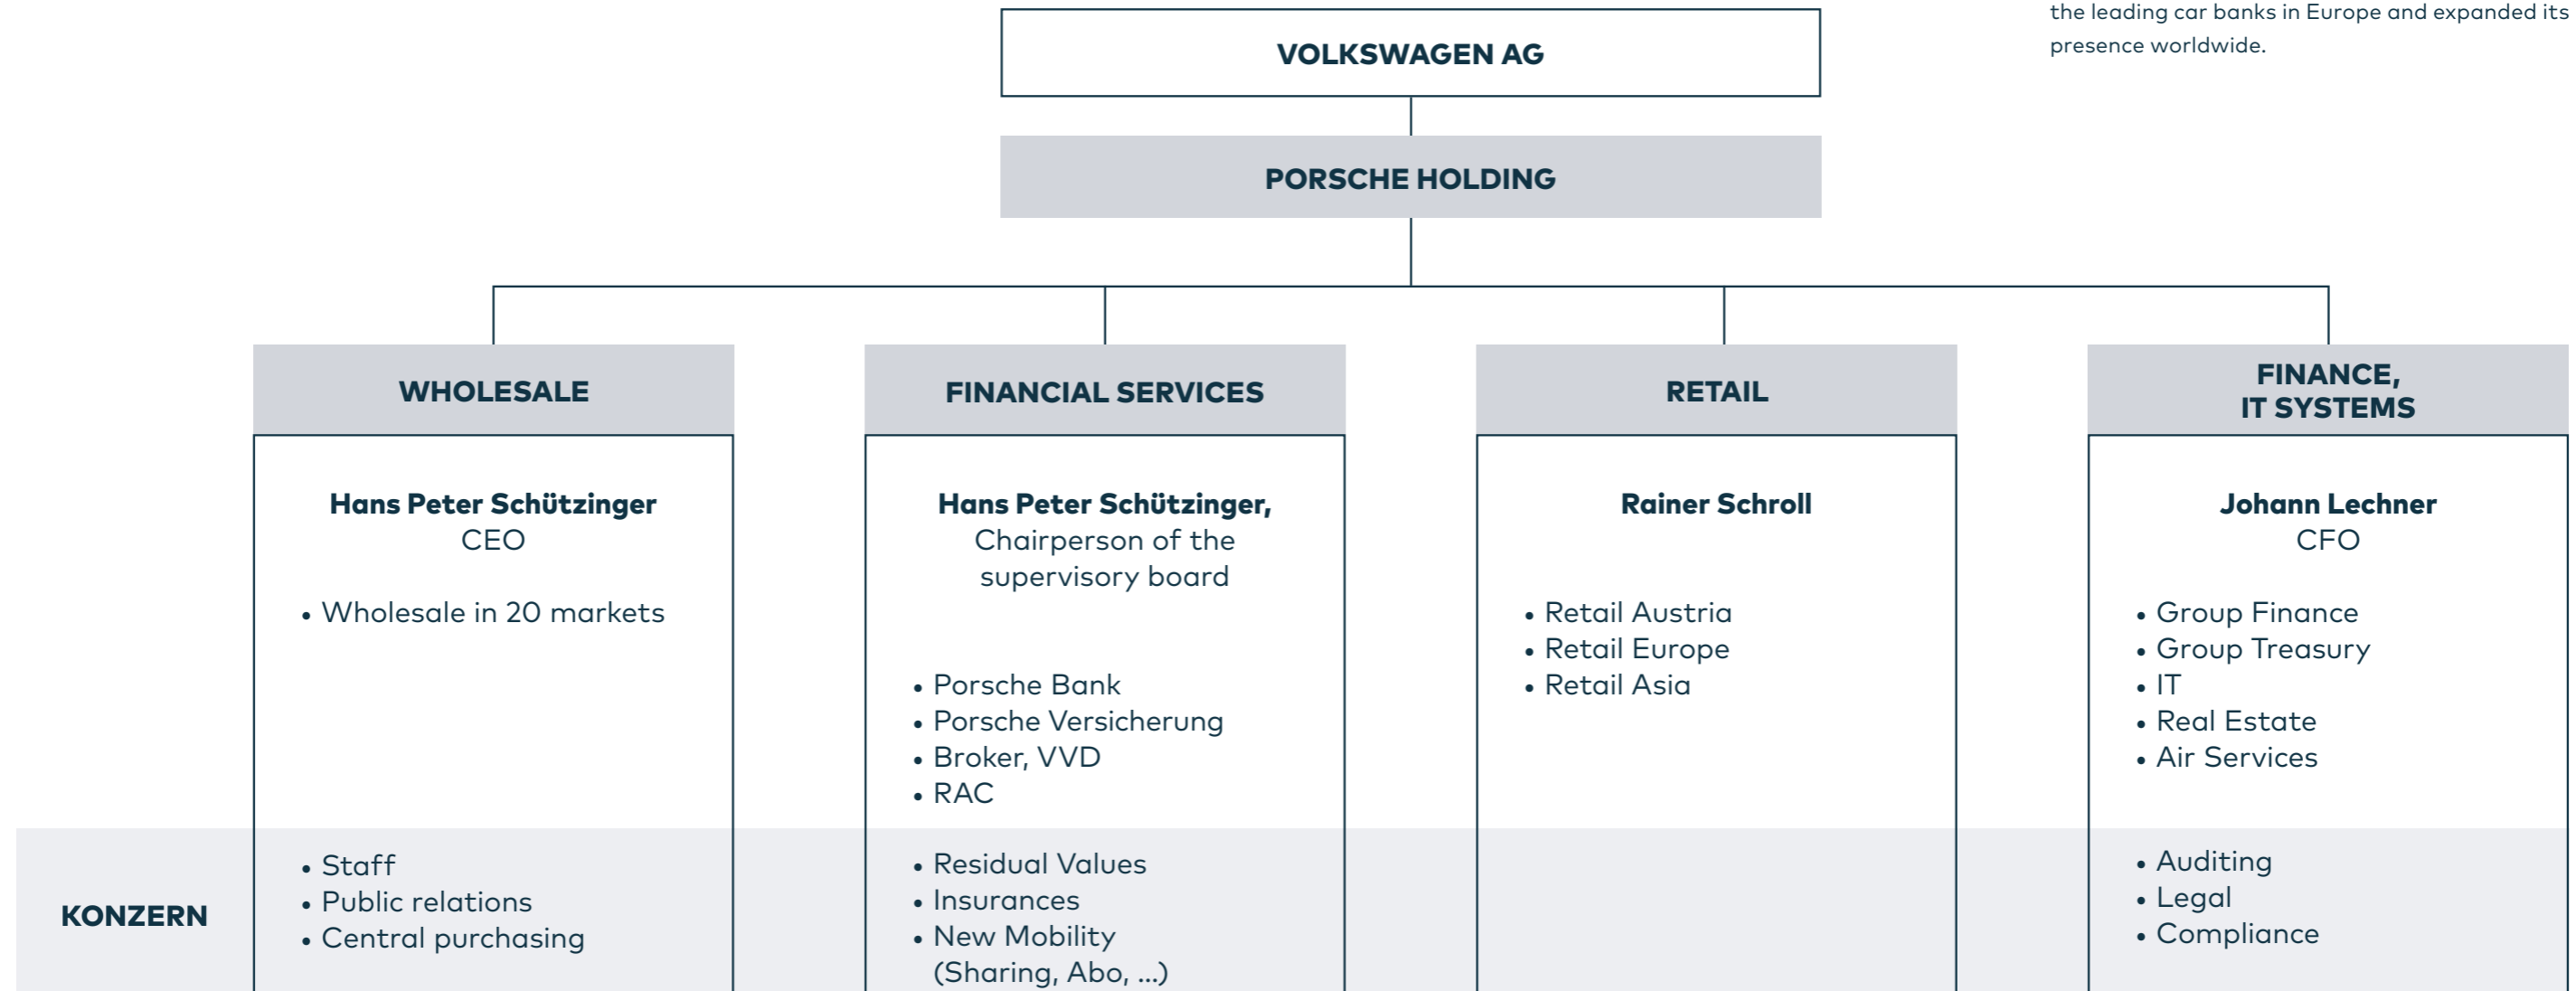 the leading car banks in Europe and expanded its
presence worldwide.
VOLKSWAGEN AG
PORSCHE HOLDING
WHOLESALE
Hans Peter Schützinger
CEO
• Wholesale in 20 markets
FINANCIAL SERVICES
Hans Peter Schützinger,
Chairperson of the
supervisory board
• Porsche Bank
• Porsche Versicherung
• Broker, VVD
• RAC
RETAIL
Rainer Schroll
• Retail Austria
• Retail Europe
• Retail Asia
FINANCE,
IT SYSTEMS
Johann Lechner
CFO
• Group Finance
• Group Treasury
• IT
• Real Estate
• Air Services
KONZERN
• Staff
• Public relations
• Central purchasing
• Residual Values
• Insurances
• New Mobility
(Sharing, Abo, ...)
• Auditing
• Legal
• Compliance